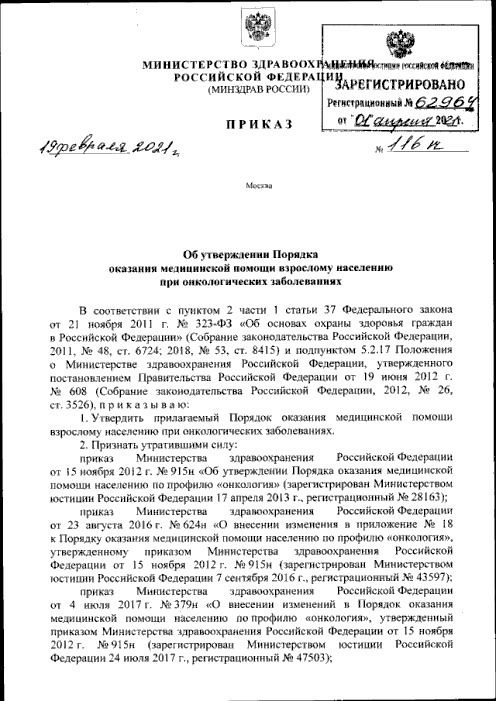 МИНИСТЕРСТВО ЗДРАВООХРАНЕНИЯ
РОССИЙСКОЙ ФЕДЕРАЦИИ
(МИНЗДРАВ РОССИИ)
МИНИСТЕРСТВО ЮСТИЦИИ РОССИЙСКОЙ ФЕДЕРАЦИИ
ЗАРЕГИСТРИРОВАНО
Регистрационный № 62964
от "01" апреля 2021г.
ПРИКАЗ
19 февраля 2021 г.
№ 116н
Москва
Об утверждении Порядка
оказания медицинской помощи взрослому населению
при онкологических заболеваниях
В соответствии с пунктом 2 части 1 статьи 37 Федерального закона
от 21 ноября 2011 г. № 323-ФЗ «Об основах охраны здоровья граждан
в Российской Федерации» (Собрание законодательства Российской Федерации,
2011, № 48, ст. 6724; 2018, № 53, ст. 8415) и подпунктом 5.2.17 Положения
о Министерстве здравоохранения Российской Федерации, утвержденного
постановлением Правительства Российской Федерации от 19 июня 2012 г.
№ 608 (Собрание законодательства Российской Федерации, 2012, № 26,
ст. 3526), п р и к а з ы в а ю:
1. Утвердить прилагаемый Порядок оказания медицинской помощи
взрослому населению при онкологических заболеваниях.
2. Признать утратившими силу:
приказ Министерства здравоохранения Российской Федерации
от 15 ноября 2012 г. № 915н «Об утверждении Порядка оказания медицинской
помощи населению по профилю «онкология» (зарегистрирован Министерством
юстиции Российской Федерации 17 апреля 2013 г., регистрационный № 28163);
приказ Министерства здравоохранения Российской Федерации
от 23 августа 2016 г. № 624н «О внесении изменения в приложение № 18
к Порядку оказания медицинской помощи населению по профилю «онкология»,
утвержденному приказом Министерства здравоохранения Российской
Федерации от 15 ноября 2012 г. № 915н (зарегистрирован Министерством
юстиции Российской Федерации 7 сентября 2016 г., регистрационный № 43597);
приказ Министерства здравоохранения Российской Федерации
от 4 июля 2017 г. № 379н «О внесении изменений в Порядок оказания
медицинской помощи населению по профилю «онкология», утвержденный
приказом Министерства здравоохранения Российской Федерации от 15 ноября
2012 г. № 915н (зарегистрирован Министерством юстиции Российской
Федерации 24 июля 2017 г., регистрационный № 47503);